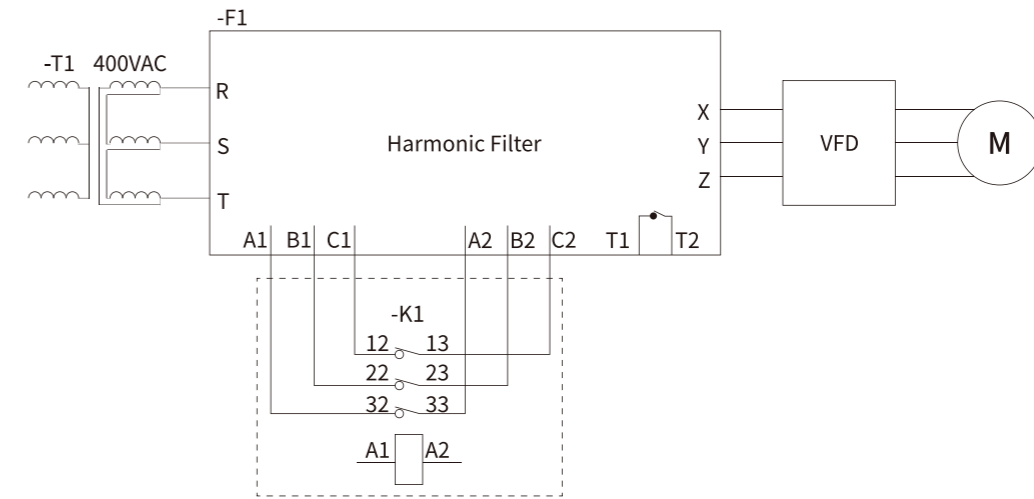 -F1
-T1 400VAC
R
X
S
Harmonic Filter
Y
VFD
M
Z
T
A1 B1 C1 A2 B2 C2 T1 T2
-K1
12 13
22 23
32 33
A1 A2